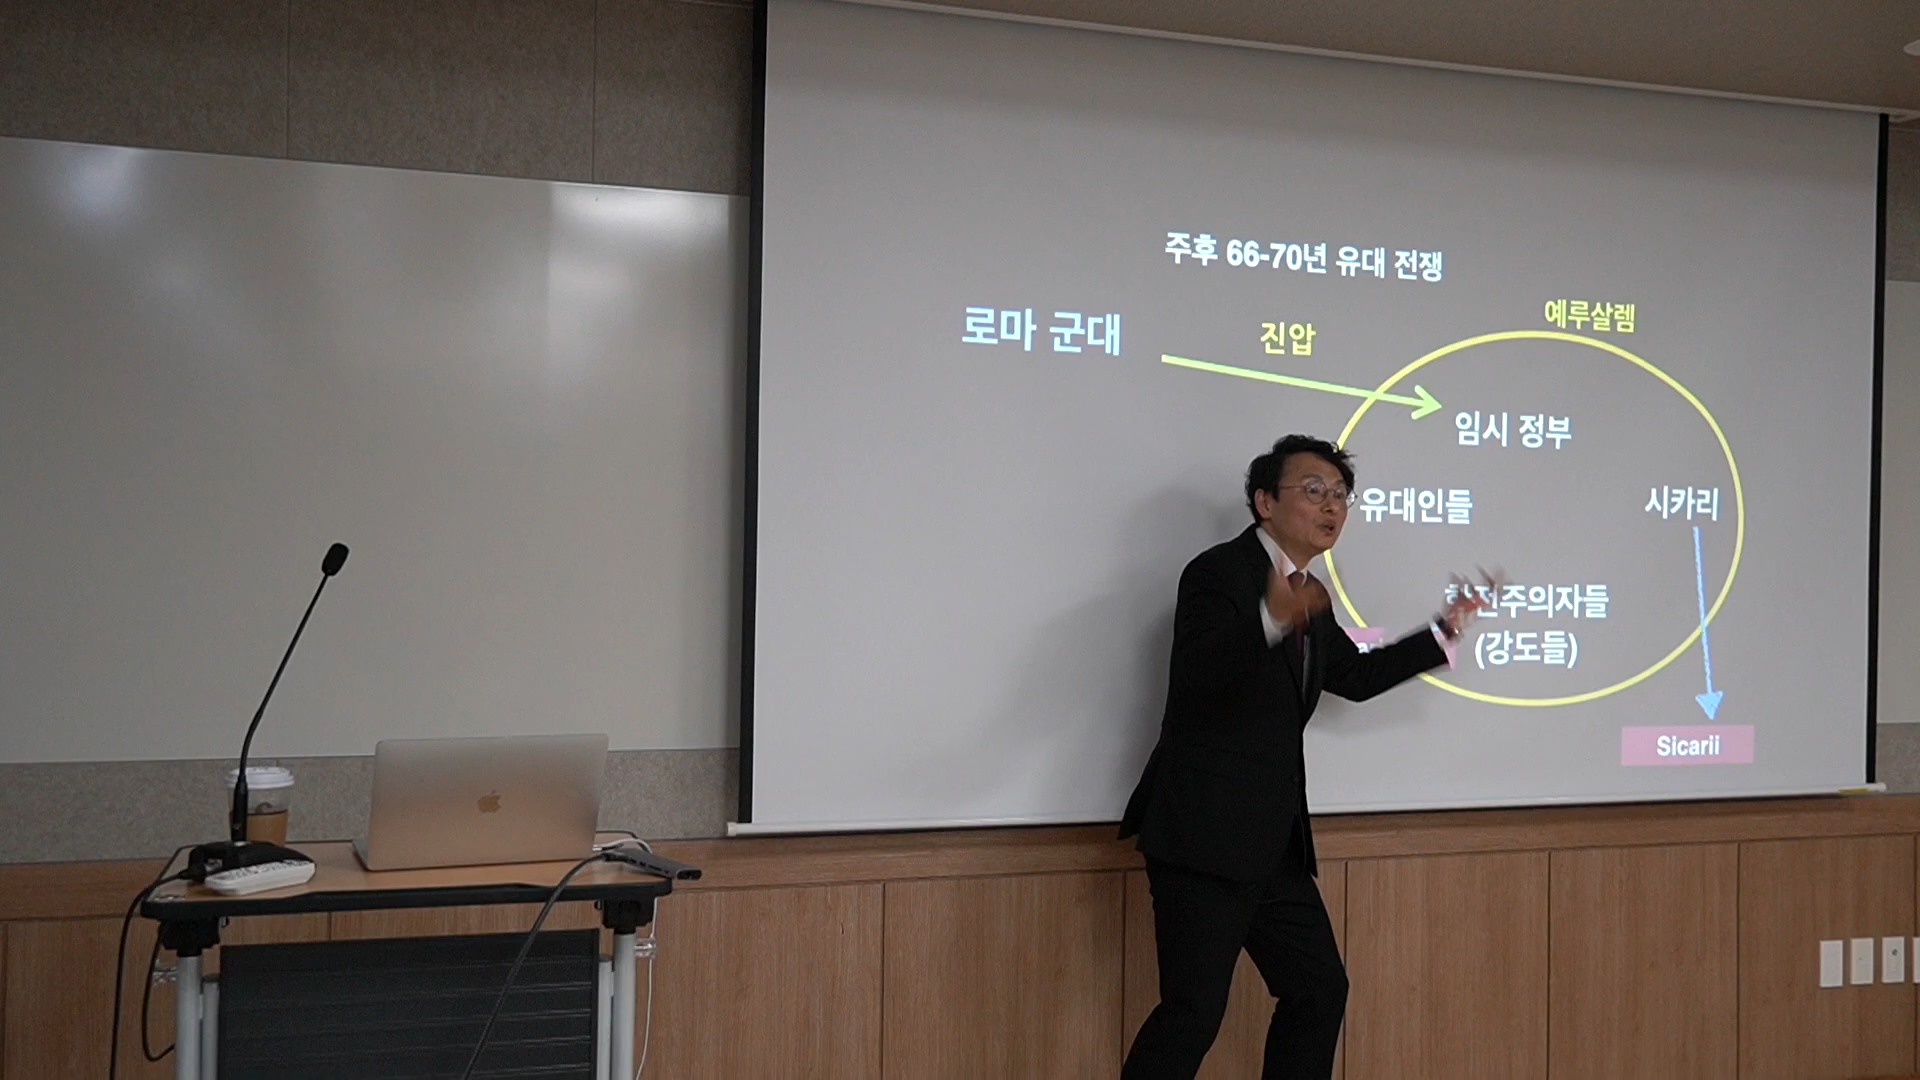 주후 66-70년 유대 전쟁
예루살렘
로마 군대
진압
임시 정부
유대인들
시카리
(강도들)
Sicarii